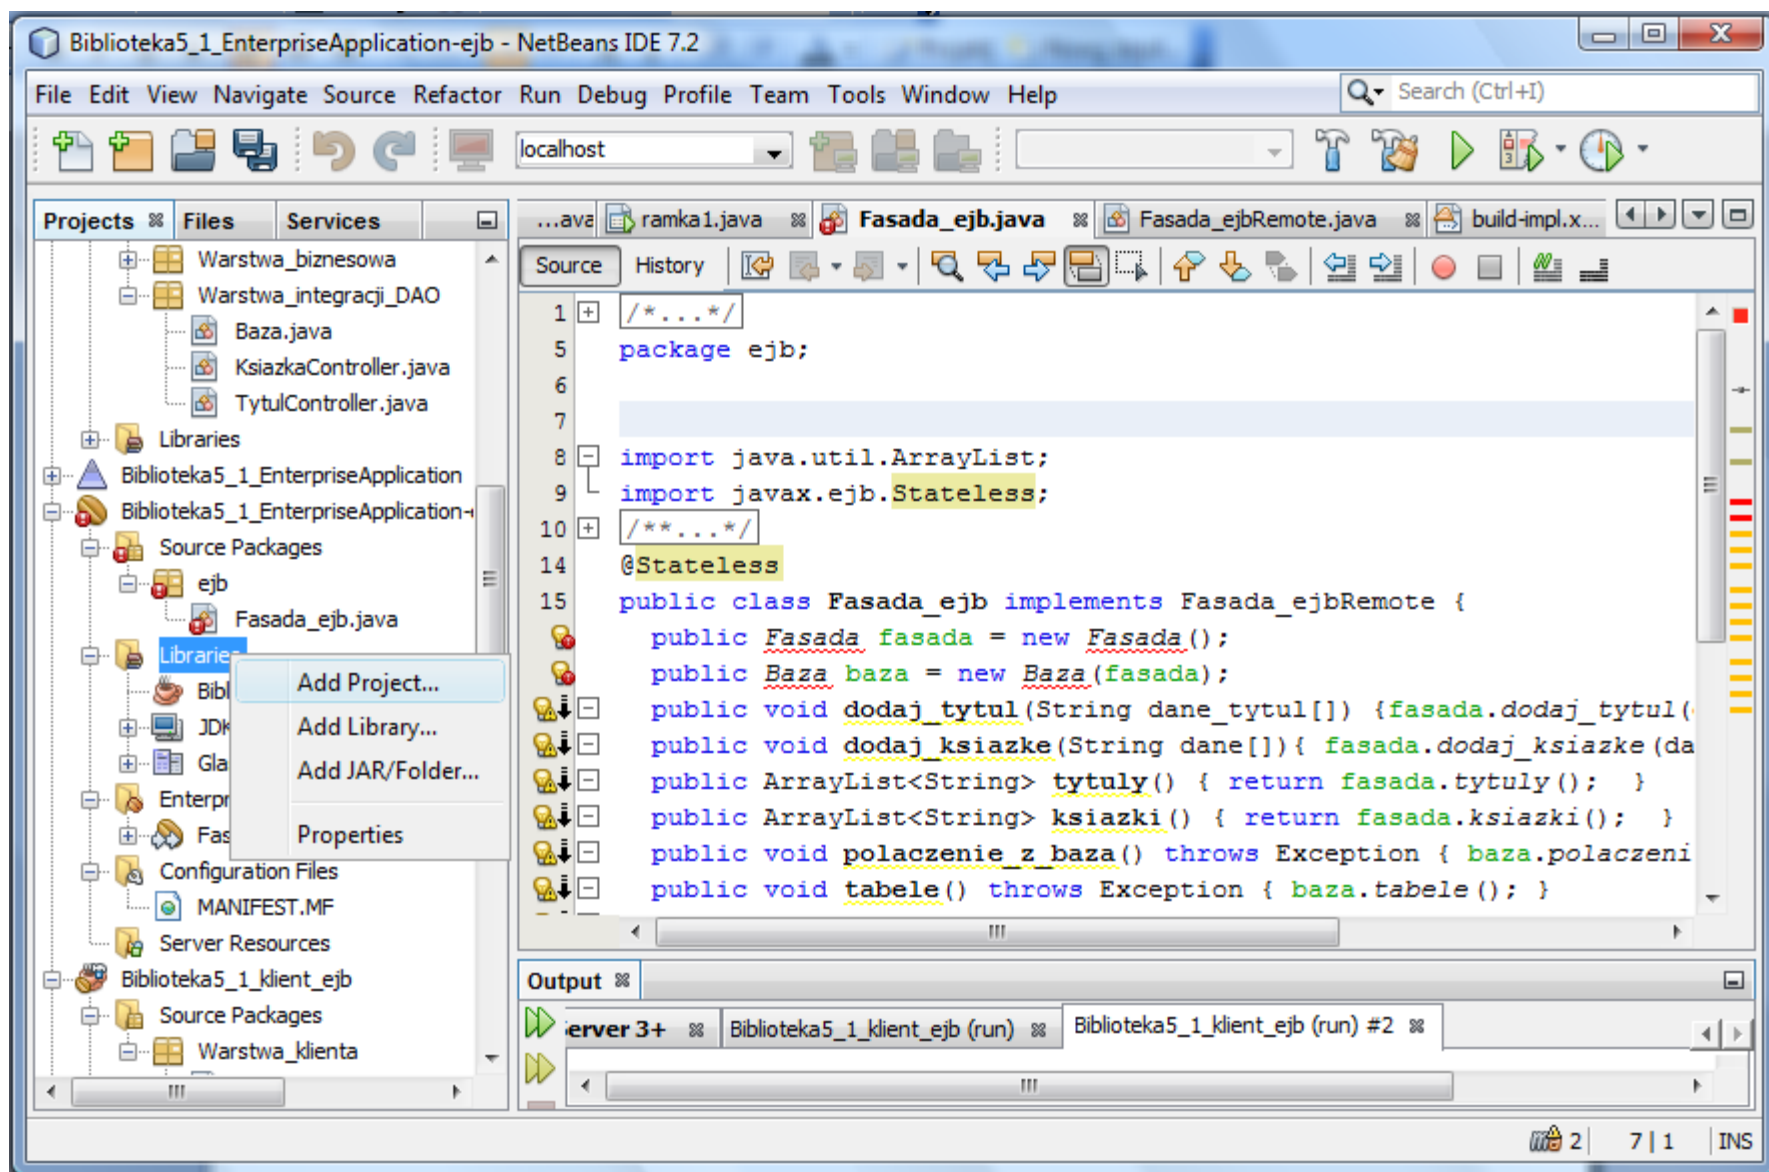 Biblioteka5_1_EnterpriseApplication-ejb - NetBeans IDE 7.2
File Edit View Navigate Source Refactor Run Debug Profile Team Tools Window Help
Search (Ctrl+I)
localhost
Projects Files Services
Warstwa_biznesowa
Warstwa_integracji_DAO
Baza.java
KsiazkaController.java
TytulController.java
Libraries
Biblioteka5_1_EnterpriseApplication
Biblioteka5_1_EnterpriseApplication-
Source Packages
ejb
Fasada_ejb.java
Libraries
Bibl
JDK
Gla
Enterpr
Fas
Configuration Files
MANIFEST.MF
Server Resources
Biblioteka5_1_klient_ejb
Source Packages
Warstwa_klienta
Add Project...
Add Library...
Add JAR/Folder...
Properties
...ava ramka1.java Fasada_ejb.java Fasada_ejbRemote.java build-impl.x...
Source History
1 /*...*/
5 package ejb;
6
7
8 import java.util.ArrayList;
9 import javax.ejb.Stateless;
10 /**...*/
14 @Stateless
15 public class Fasada_ejb implements Fasada_ejbRemote {
public Fasada fasada = new Fasada();
public Baza baza = new Baza(fasada);
public void dodaj_tytul(String dane_tytul[]) {fasada.dodaj_tytul(
public void dodaj_ksiazke(String dane[]){ fasada.dodaj_ksiazke(da
public ArrayList<String> tytuly() { return fasada.tytuly(); }
public ArrayList<String> ksiazki() { return fasada.ksiazki(); }
public void polaczenie_z_baza() throws Exception { baza.polaczeni
public void tabele() throws Exception { baza.tabele(); }
Output
erver 3+ Biblioteka5_1_klient_ejb (run) Biblioteka5_1_klient_ejb (run) #2
2 7 | 1 INS